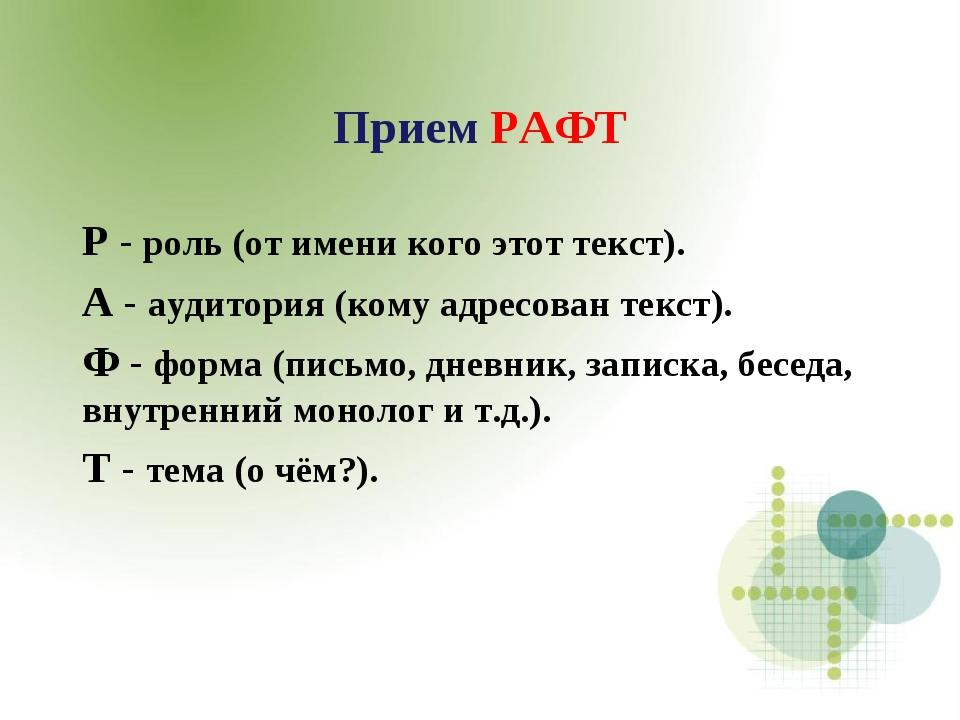 Прием РАФТ
Р - роль (от имени кого этот текст).
А - аудитория (кому адресован текст).
Ф - форма (письмо, дневник, записка, беседа,
внутренний монолог и т.д.).
Т - тема (о чём?).